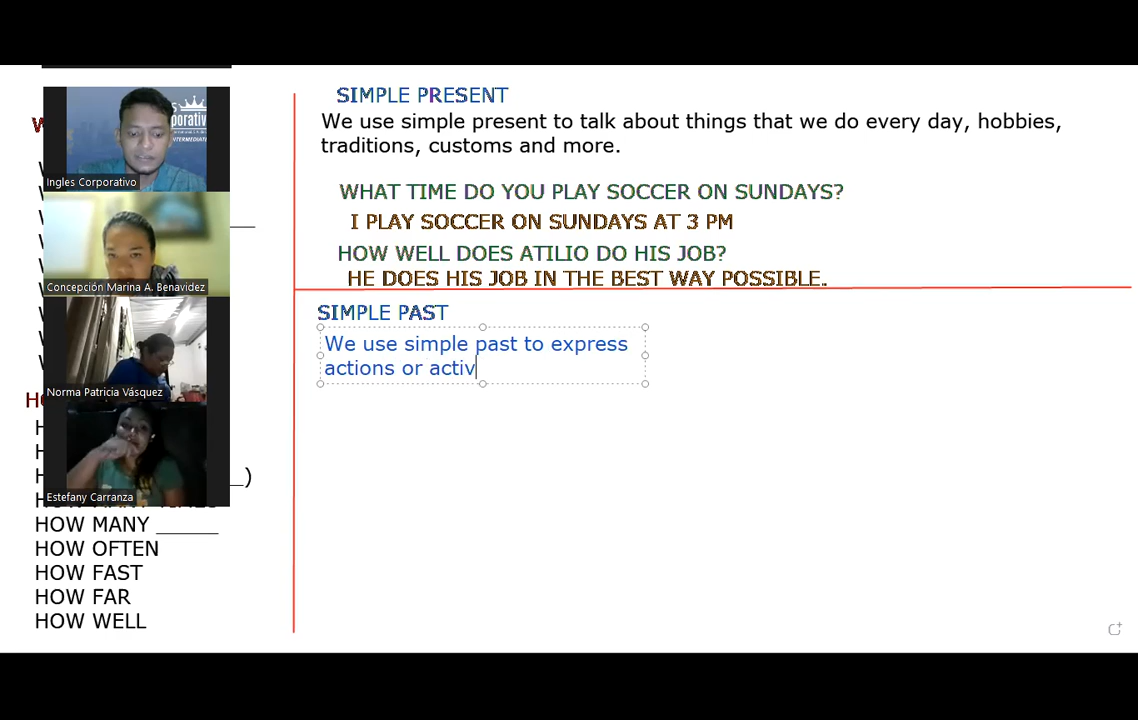 SIMPLE PRESENT
We use simple present to talk about things that we do every day, hobbies,
traditions, customs and more.
WHAT TIME DO YOU PLAY SOCCER ON SUNDAYS?
I PLAY SOCCER ON SUNDAYS AT 3 PM
HOW WELL DOES ATILIO DO HIS JOB?
HE DOES HIS JOB IN THE BEST WAY POSSIBLE.
SIMPLE PAST
We use simple past to express
actions or activ
Ingles Corporativo
Concepción Marina A. Benavidez
Norma Patricia Vásquez
Estefany Carranza
HOW MANY ______
HOW OFTEN
HOW FAST
HOW FAR
HOW WELL